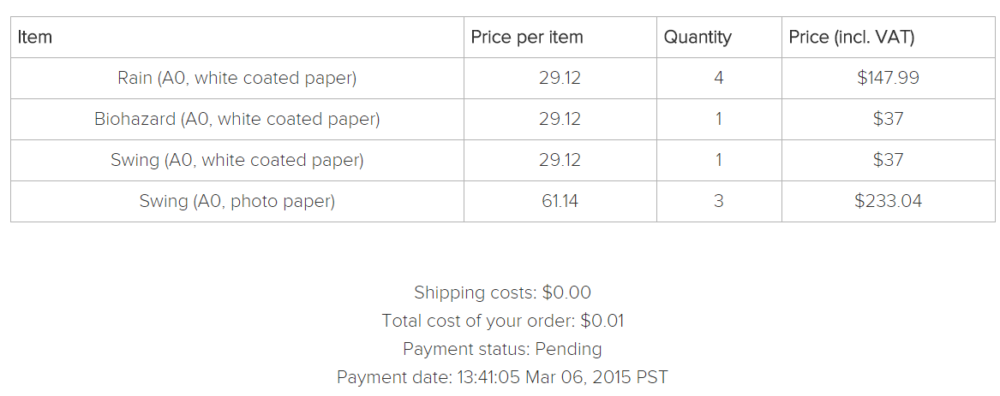 Item Price per item Quantity Price (incl. VAT)
Rain (A0, white coated paper) 29.12 4 $147.99
Biohazard (A0, white coated paper) 29.12 1 $37
Swing (A0, white coated paper) 29.12 1 $37
Swing (A0, photo paper) 61.14 3 $233.04
Shipping costs: $0.00
Total cost of your order: $0.01
Payment status: Pending
Payment date: 13:41:05 Mar 06, 2015 PST